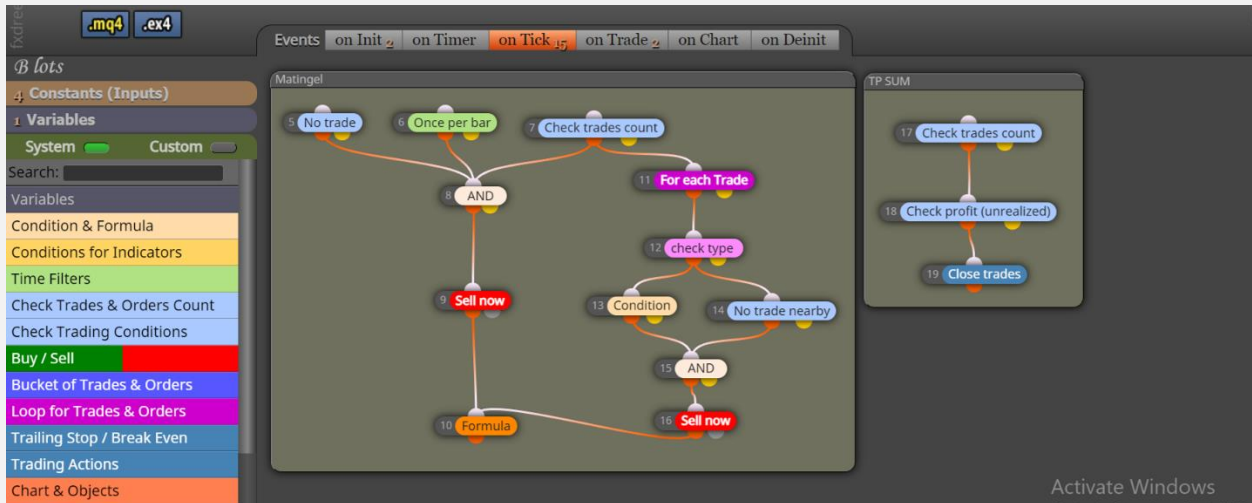 fxdree
.mq4 .ex4
Events on Init 2 on Timer on Tick 15 on Trade 2 on Chart on Deinit
B lots
4 Constants (Inputs)
1 Variables
System Custom
Search:
Variables
Condition & Formula
Conditions for Indicators
Time Filters
Check Trades & Orders Count
Check Trading Conditions
Buy / Sell
Bucket of Trades & Orders
Loop for Trades & Orders
Trailing Stop / Break Even
Trading Actions
Chart & Objects
Matingel
5 No trade
6 Once per bar
7 Check trades count
8 AND
11 For each Trade
12 check type
9 Sell now
13 Condition
14 No trade nearby
15 AND
10 Formula
16 Sell now
TP SUM
17 Check trades count
18 Check profit (unrealized)
19 Close trades
Activate Windows